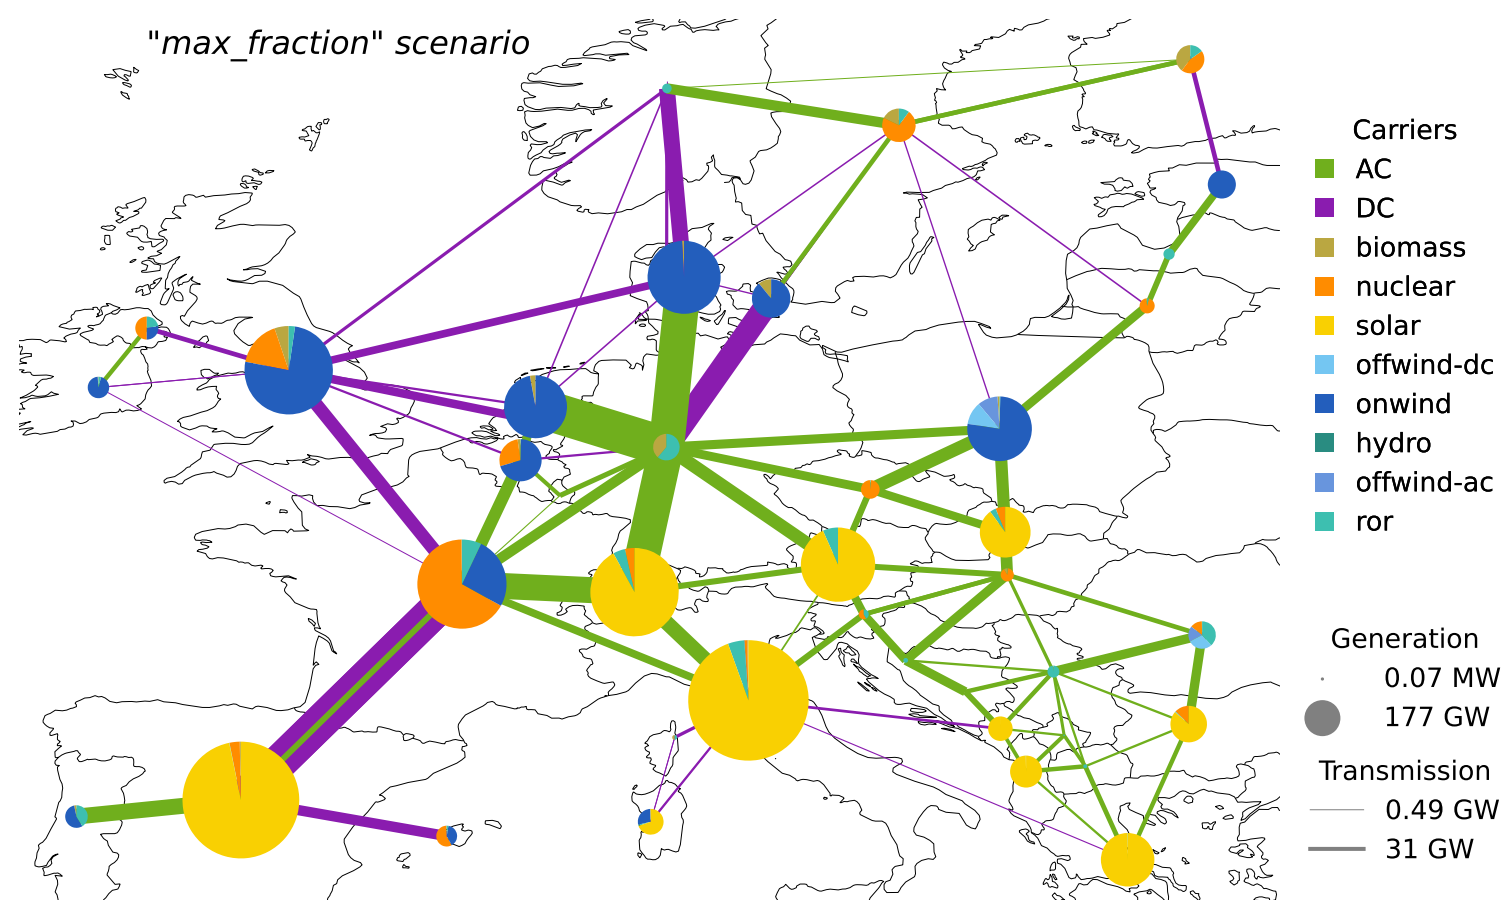 "max_fraction" scenario
Carriers
AC
DC
biomass
nuclear
solar
offwind-dc
onwind
hydro
offwind-ac
ror
Generation
0.07 MW
177 GW
Transmission
0.49 GW
31 GW